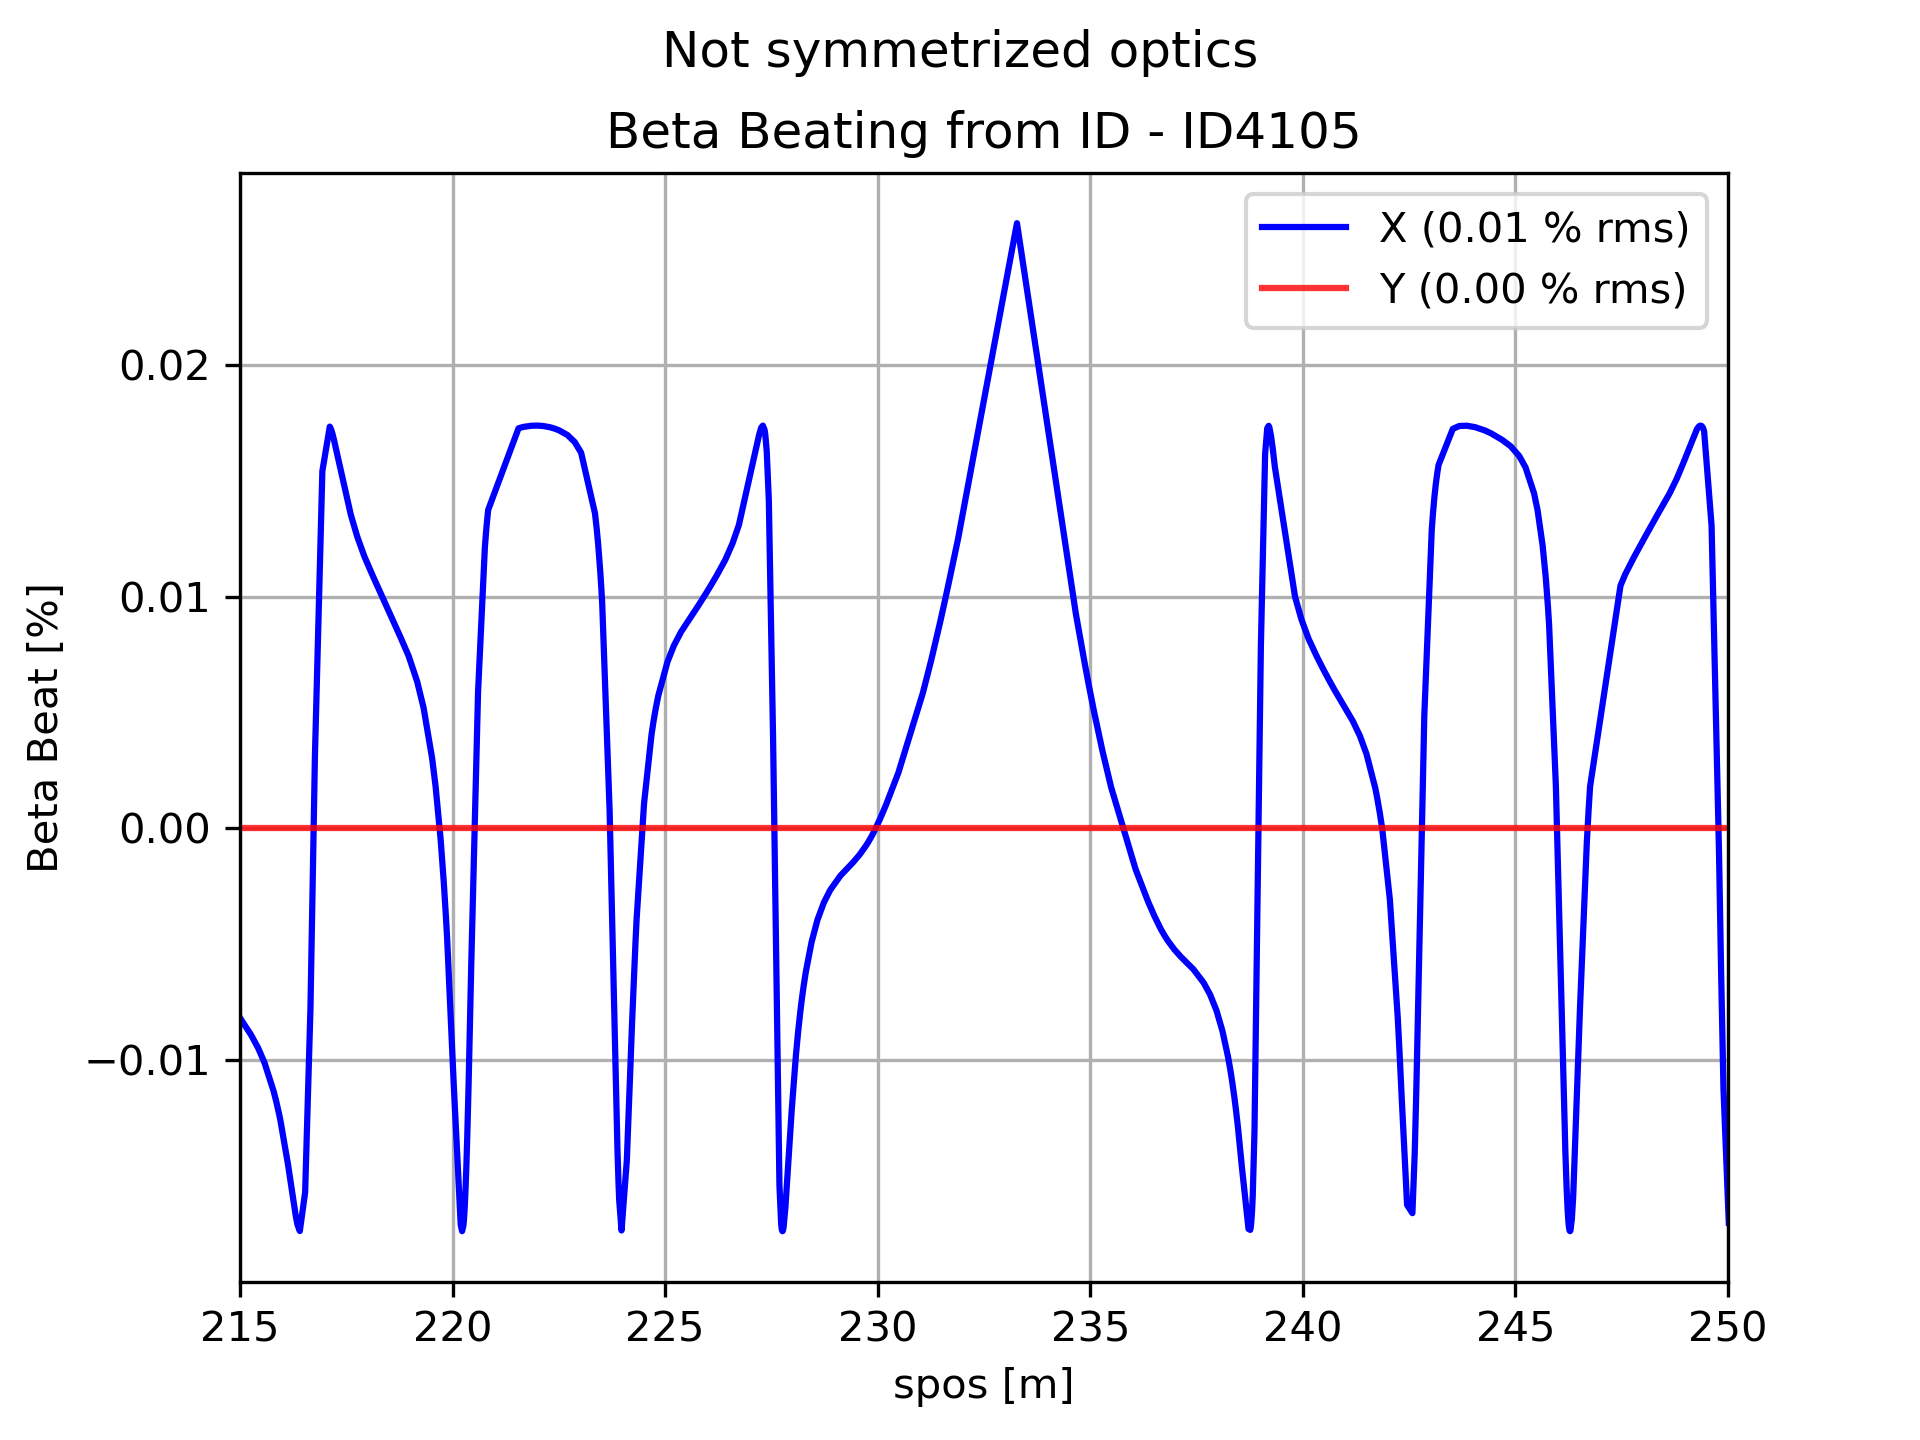 Not symmetrized optics
Beta Beating from ID - ID4105
X (0.01 % rms)
Y (0.00 % rms)
Beta Beat [%]
0.02
0.01
0.00
−0.01
215 220 225 230 235 240 245 250
spos [m]